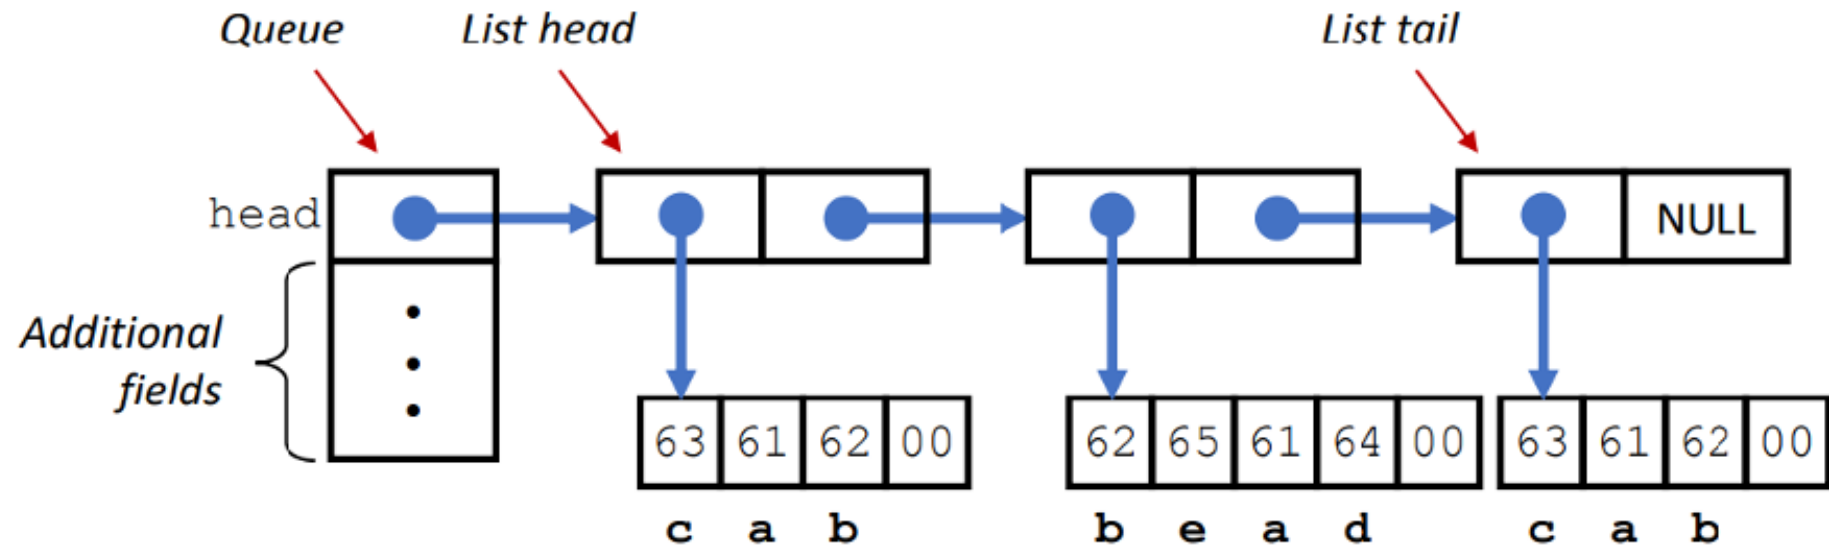 Queue List head List tail
head NULL
Additional
fields
63 61 62 00 62 65 61 64 00 63 61 62 00
c a b b e a d c a b